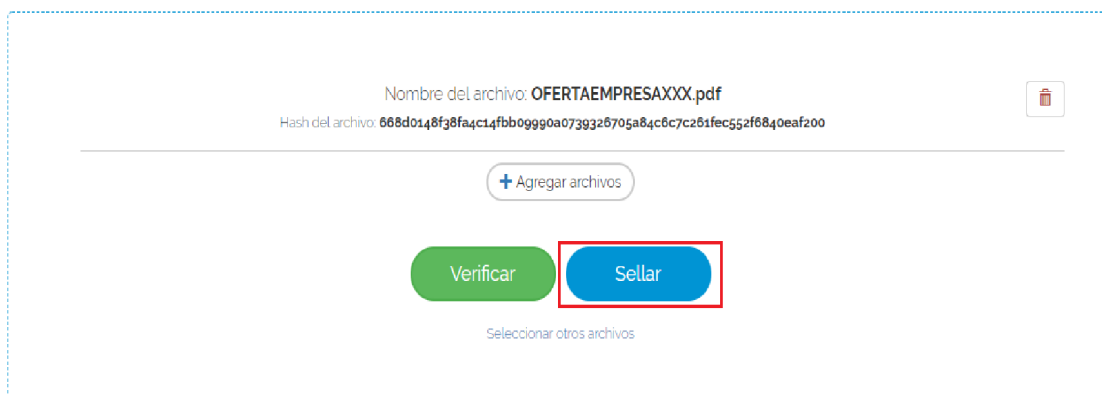 Nombre del archivo: OFERTAEMPRESAXXX.pdf
Hash del archivo: 668d0148f38fa4c14fbb09990a0739326705a84c6c7c261fec552f6840eaf200
Agregar archivos
Verificar
Sellar
Seleccionar otros archivos